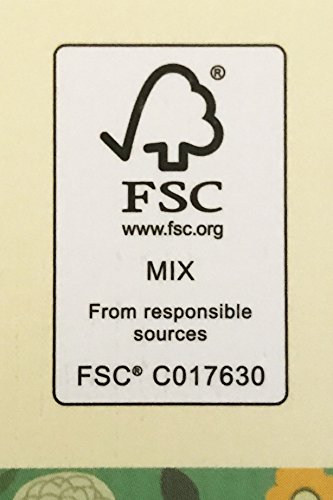 ®
FSC
www.fsc.org
MIX
From responsible
sources
FSC® C017630